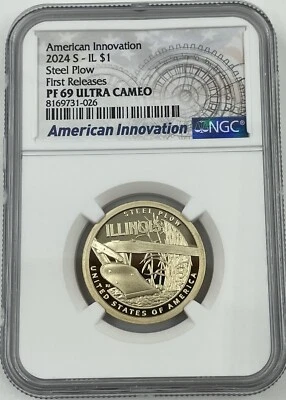 American Innovation
2024 S - IL $1
Steel Plow
First Releases
PF 69 ULTRA CAMEO
8169731-026
American Innovation NGC
STEEL PLOW
ILLINOIS
UNITED STATES OF AMERICA